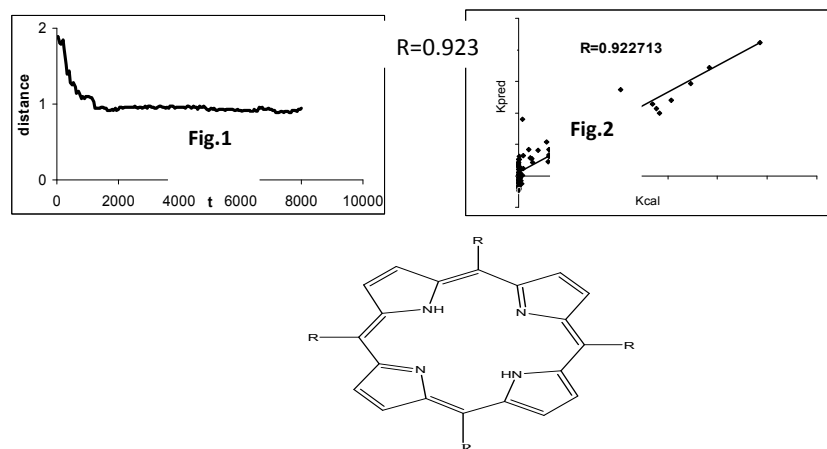 2
1
0
distance
0 2000 4000 6000 8000 10000
t
Fig.1
R=0.923
R=0.922713
Kpred
Fig.2
Kcal
R
NH
N
R
R
N
HN
R